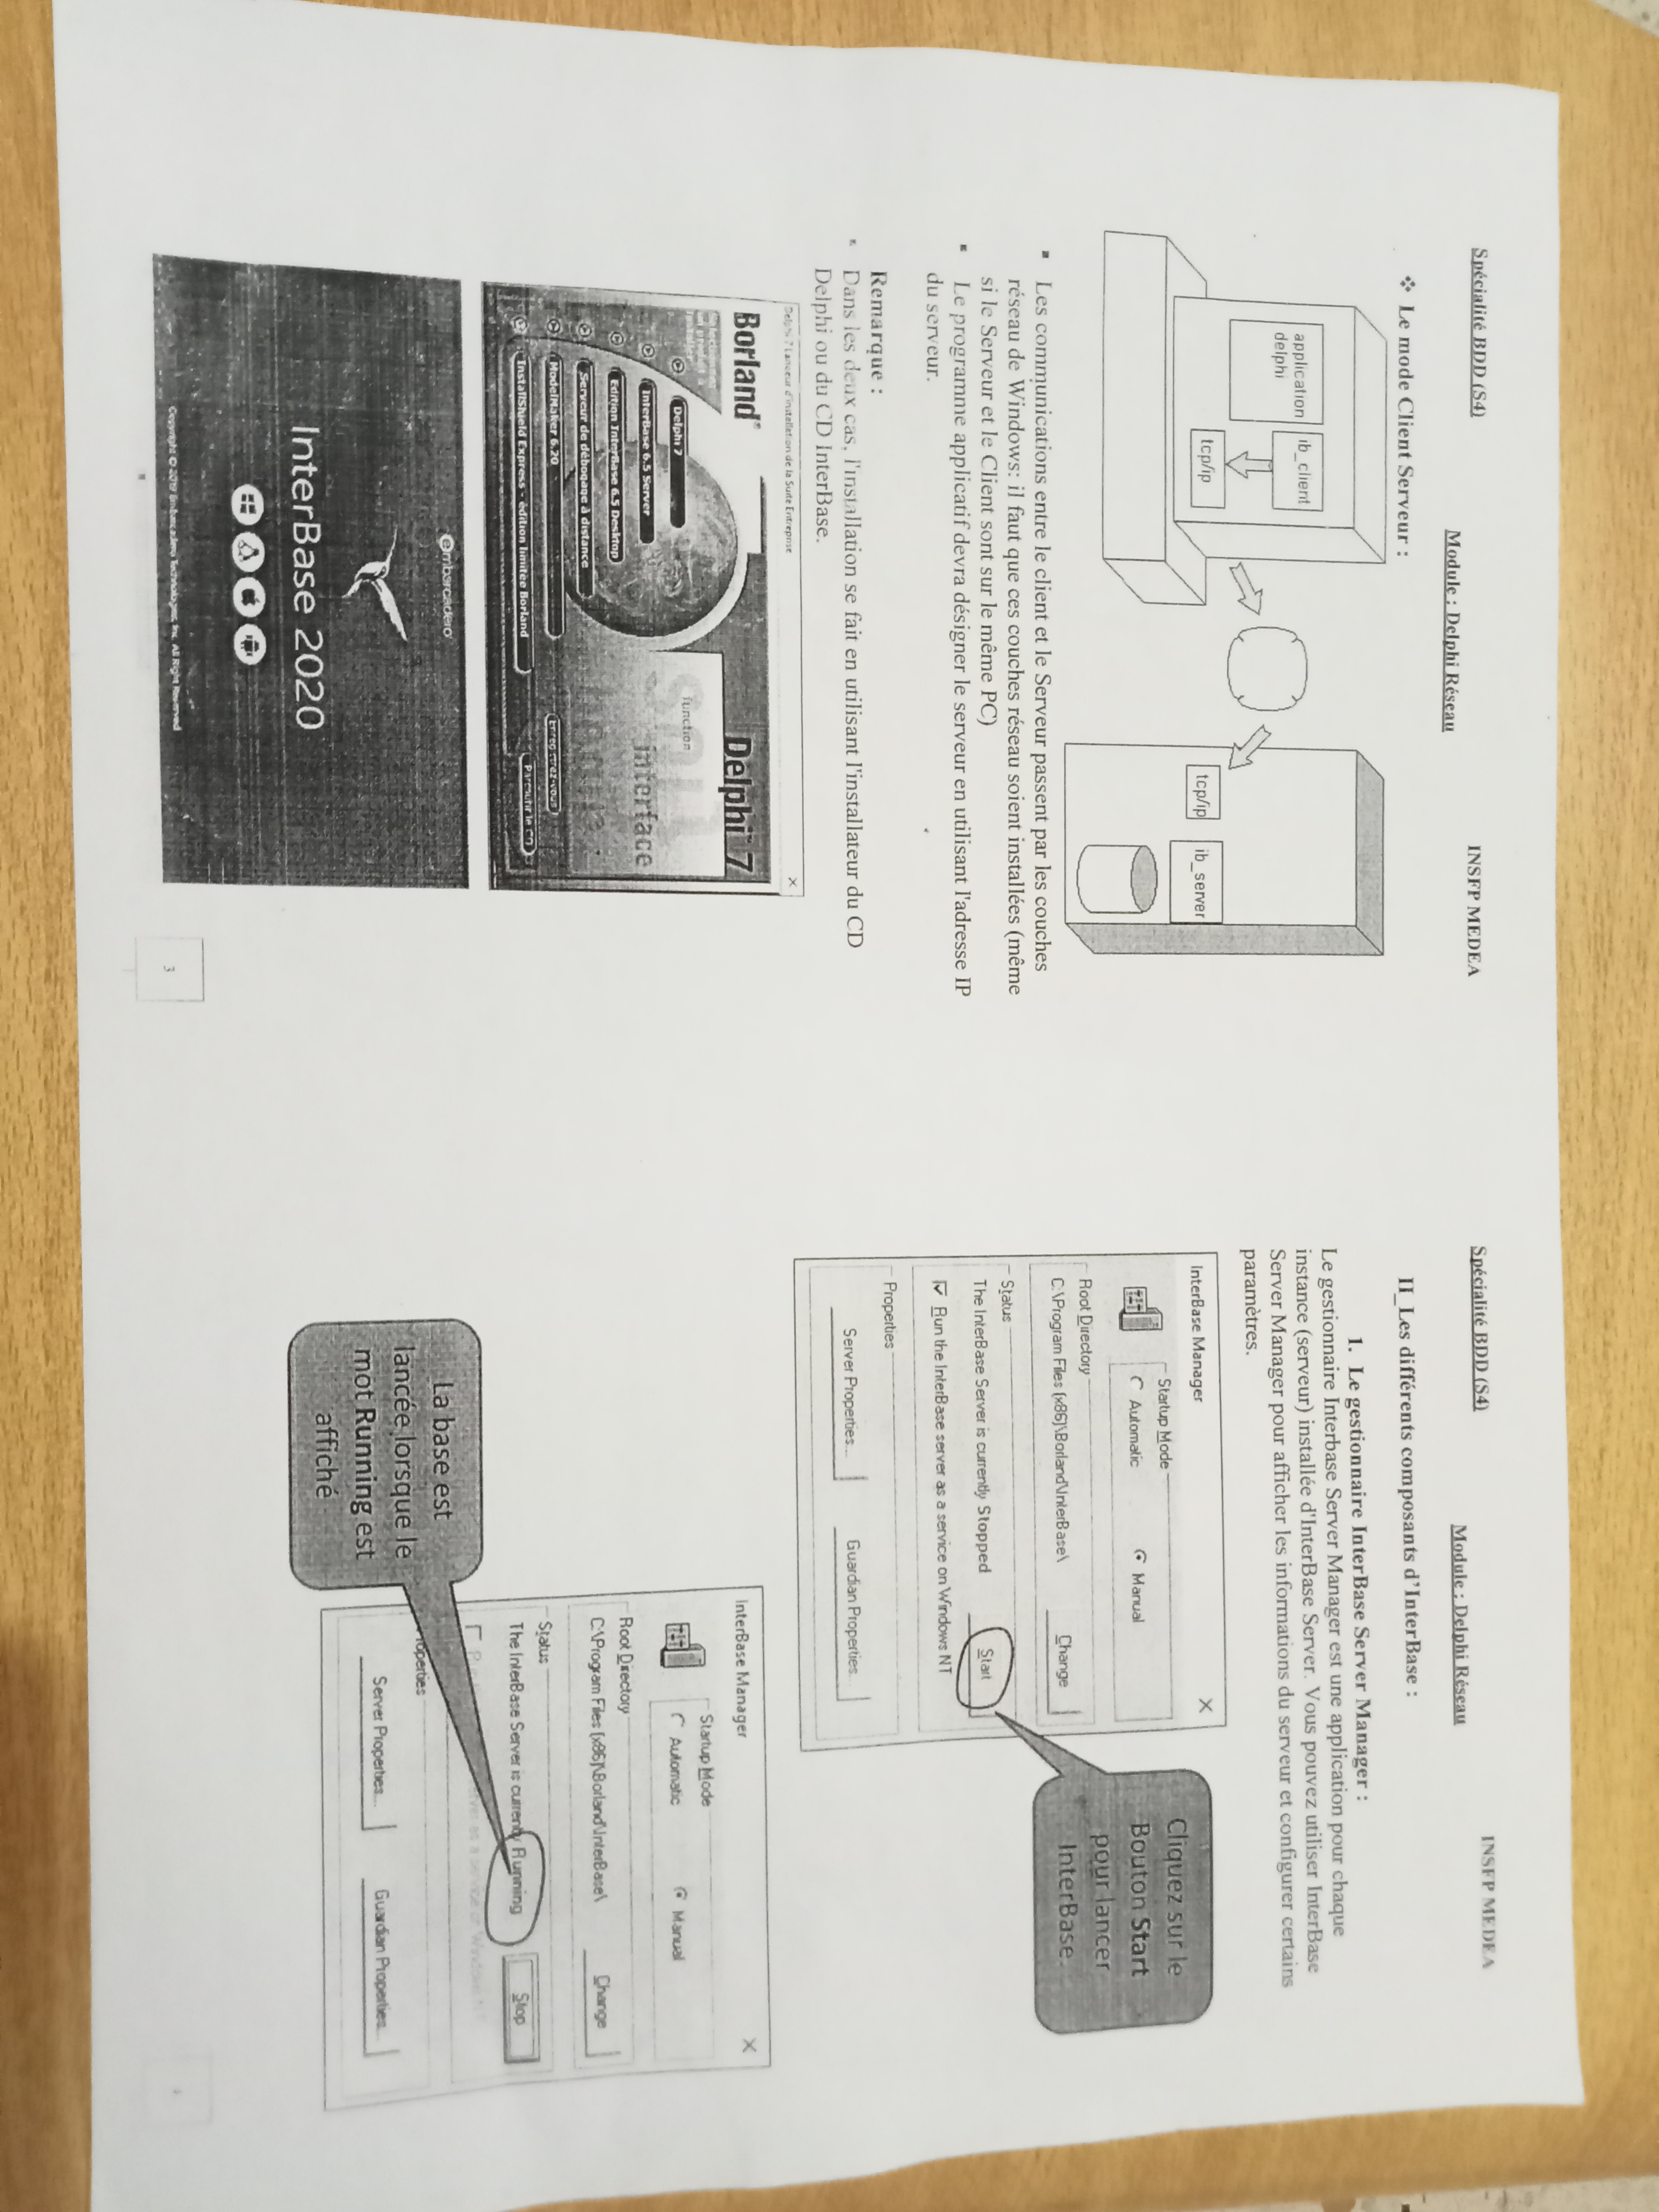 Spécialité BDD (S4)
INSFP MEDEA
Module : Delphi Réseau
❖ Le mode Client Serveur :
application
delphi
ib_client
tcp/ip
tcp/ip
ib_server
▪ Les communications entre le client et le Serveur passent par les couches
réseau de Windows: il faut que ces couches réseau soient installées (même
si le Serveur et le Client sont sur le même PC)
▪ Le programme applicatif devra désigner le serveur en utilisant l'adresse IP
du serveur.
Remarque :
▪ Dans les deux cas, l'installation se fait en utilisant l'installateur du CD
Delphi ou du CD InterBase.
Delphi 7 Lanceur d'installation de la Suite Entreprise
Borland
Delphi 7
Sélectionnez
un produit à
installer
Delphi 7
InterBase 6.5 Server
Edition InterBase 6.5 Desktop
Serveur de débogage à distance
ModelMaker 6.20
InstallShield Express - édition limitée Borland
function
interface
Enregistrez-vous
Parcourir le CD
embarcadero
InterBase 2020
Copyright © 2019 Embarcadero Technologies, Inc. All Right Reserved
3
Spécialité BDD (S4)
INSFP MEDEA
Module : Delphi Réseau
II_Les différents composants d'InterBase :
1. Le gestionnaire InterBase Server Manager :
Le gestionnaire Interbase Server Manager est une application pour chaque
instance (serveur) installée d'InterBase Server. Vous pouvez utiliser InterBase
Server Manager pour afficher les informations du serveur et configurer certains
paramètres.
InterBase Manager
Startup Mode
Automatic
Manual
Root Directory
C:\Program Files (x86)\Borland\InterBase\
Change
Status
The InterBase Server is currently Stopped
Start
Run the InterBase server as a service on Windows NT
Properties
Server Properties...
Guardian Properties...
Cliquez sur le
Bouton Start
pour lancer
InterBase.
InterBase Manager
Startup Mode
Automatic
Manual
Root Directory
C:\Program Files (x86)\Borland\InterBase\
Change
Status
The InterBase Server is currently Running
Stop
as a service on Windows NT
Properties
Server Properties...
Guardian Properties...
La base est
lancée lorsque le
mot Running est
affiché